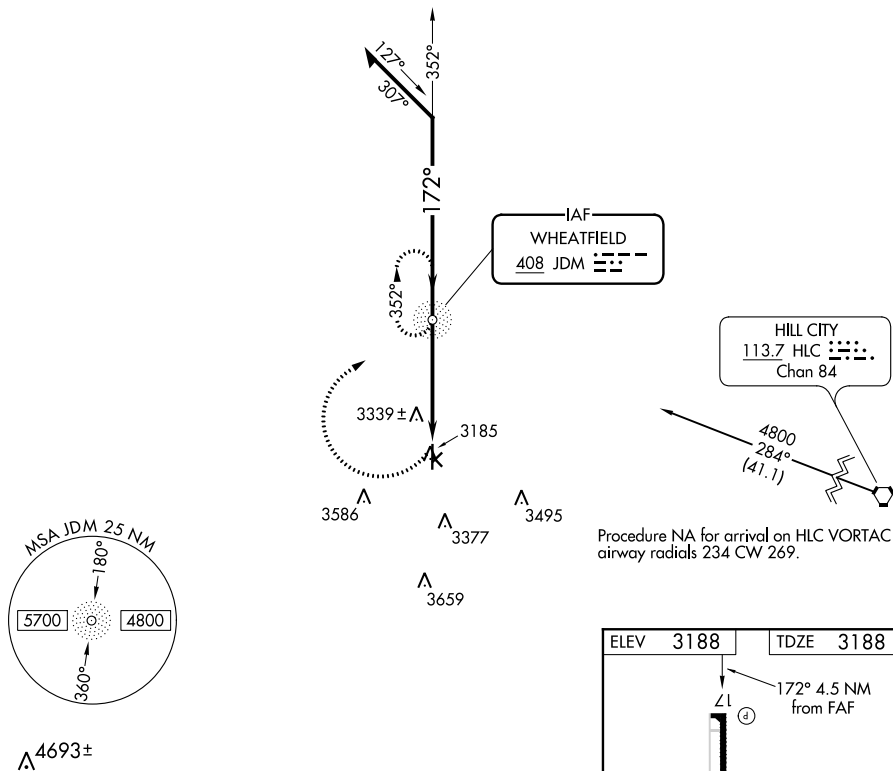 127°
307°
352°
172°
352°
IAF
WHEATFIELD
408 JDM
HILL CITY
113.7 HLC
Chan 84
4800
284°
(41.1)
3339±
3185
3586
3495
3377
3659
Procedure NA for arrival on HLC VORTAC
airway radials 234 CW 269.
MSA JDM 25 NM
180°
5700
4800
360°
4693±
ELEV 3188
TDZE 3188
172° 4.5 NM
from FAF
17
P